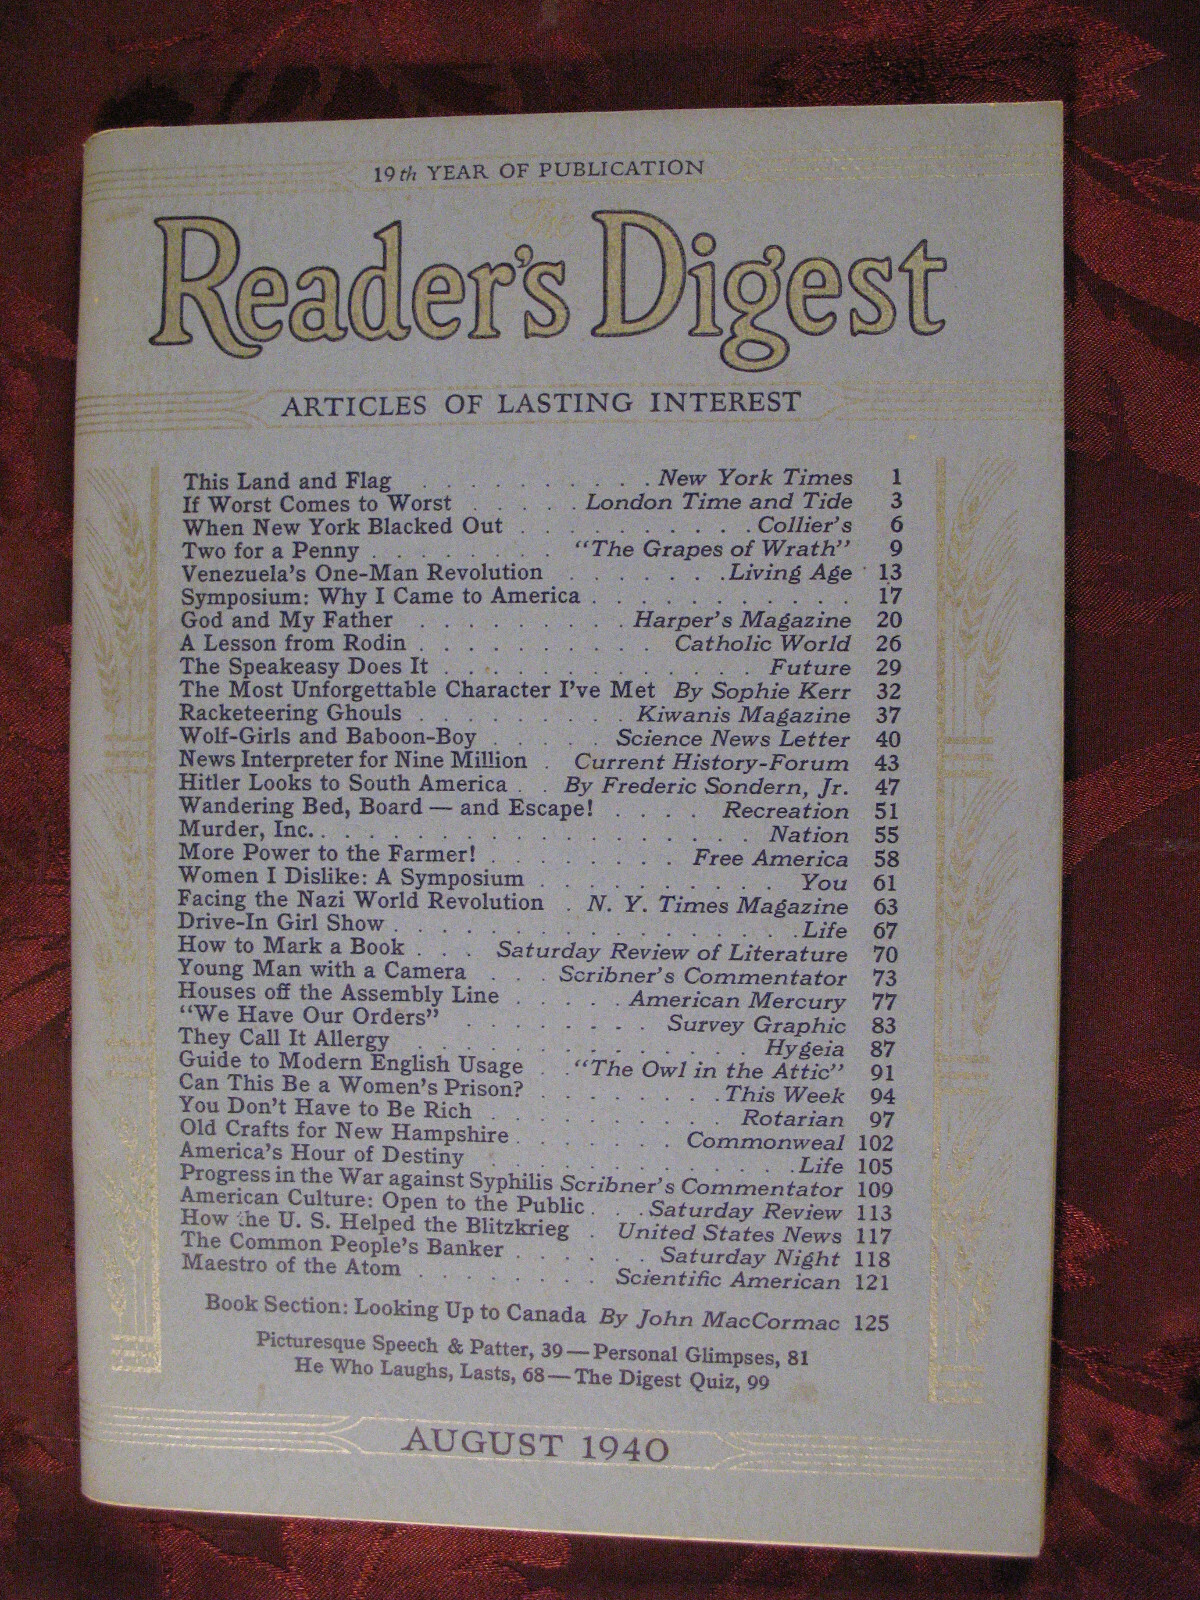 19th YEAR OF PUBLICATION
The
Reader's Digest
ARTICLES OF LASTING INTEREST
This Land and Flag . . . . . . . . . . New York Times 1
If Worst Comes to Worst . . . . . London Time and Tide 3
When New York Blacked Out . . . . . . . . . . Collier's 6
Two for a Penny . . . . . . . . "The Grapes of Wrath" 9
Venezuela's One-Man Revolution . . . . . . . Living Age 13
Symposium: Why I Came to America . . . . . . . . . . . 17
God and My Father . . . . . . . . . Harper's Magazine 20
A Lesson from Rodin . . . . . . . . . . Catholic World 26
The Speakeasy Does It . . . . . . . . . . . . . Future 29
The Most Unforgettable Character I've Met By Sophie Kerr 32
Racketeering Ghouls . . . . . . . . . Kiwanis Magazine 37
Wolf-Girls and Baboon-Boy . . . . . Science News Letter 40
News Interpreter for Nine Million . Current History-Forum 43
Hitler Looks to South America . . By Frederic Sondern, Jr. 47
Wandering Bed, Board — and Escape! . . . . Recreation 51
Murder, Inc. . . . . . . . . . . . . . . . . . . Nation 55
More Power to the Farmer! . . . . . . . . Free America 58
Women I Dislike: A Symposium . . . . . . . . . . You 61
Facing the Nazi World Revolution . N. Y. Times Magazine 63
Drive-In Girl Show . . . . . . . . . . . . . . . . . Life 67
How to Mark a Book . . . Saturday Review of Literature 70
Young Man with a Camera . . . Scribner's Commentator 73
Houses off the Assembly Line . . . . . American Mercury 77
"We Have Our Orders" . . . . . . . . Survey Graphic 83
They Call It Allergy . . . . . . . . . . . . . . Hygeia 87
Guide to Modern English Usage . . "The Owl in the Attic" 91
Can This Be a Women's Prison? . . . . . . . . This Week 94
You Don't Have to Be Rich . . . . . . . . . . Rotarian 97
Old Crafts for New Hampshire . . . . . . . Commonweal 102
America's Hour of Destiny . . . . . . . . . . . . . Life 105
Progress in the War against Syphilis Scribner's Commentator 109
American Culture: Open to the Public . . . Saturday Review 113
How the U. S. Helped the Blitzkrieg . United States News 117
The Common People's Banker . . . . . . Saturday Night 118
Maestro of the Atom . . . . . . . . Scientific American 121
Book Section: Looking Up to Canada By John MacCormac 125
Picturesque Speech & Patter, 39—Personal Glimpses, 81
He Who Laughs, Lasts, 68—The Digest Quiz, 99
AUGUST 1940